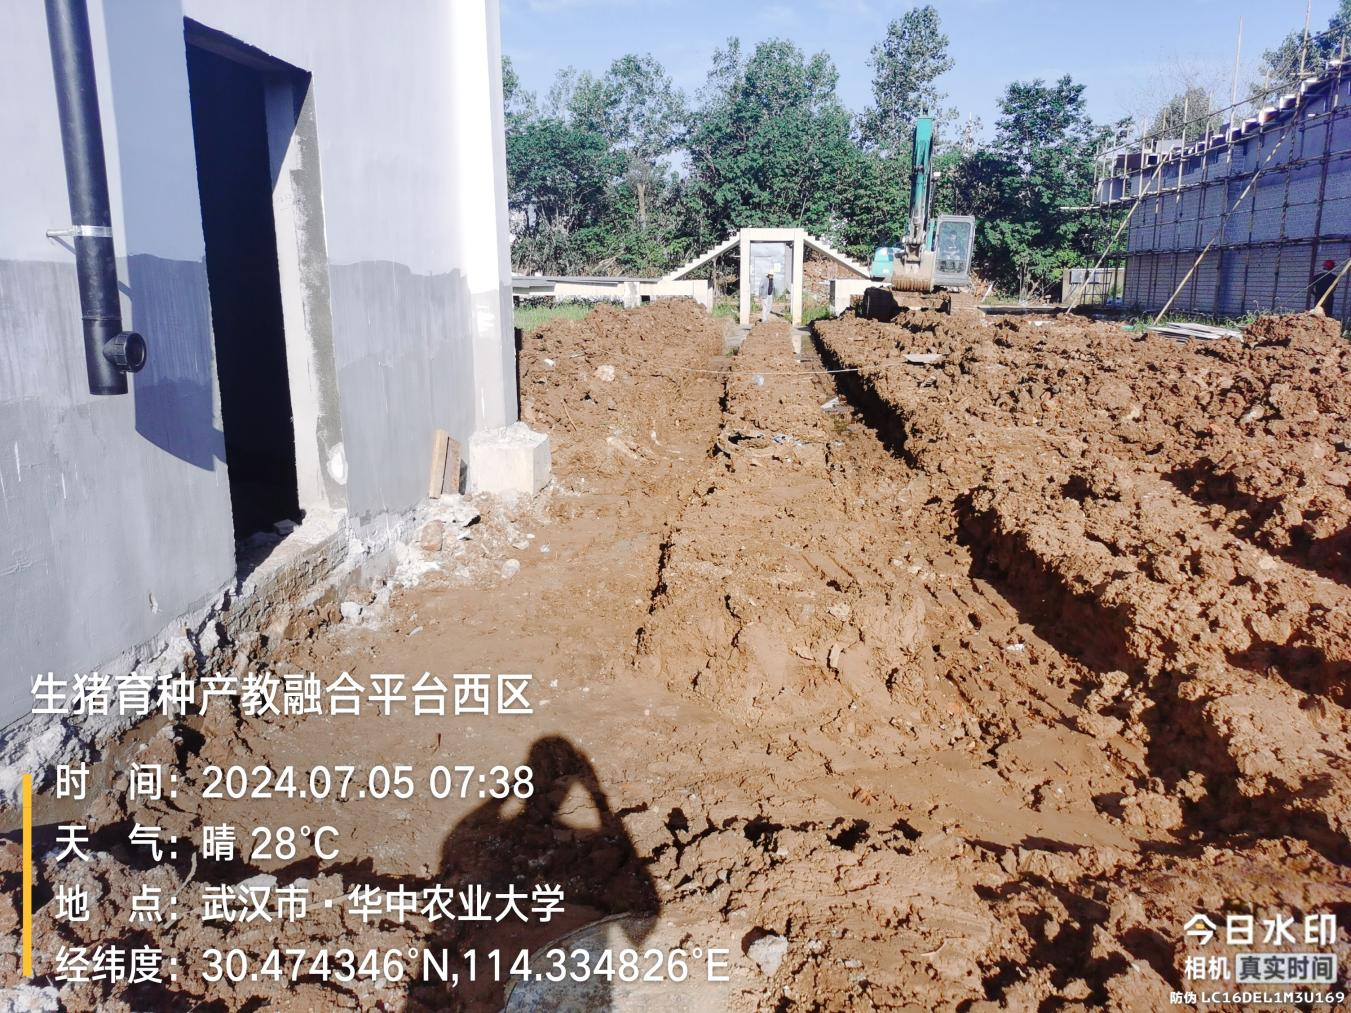 生猪育种产教融合平台西区
时 间：2024.07.05 07:38
天 气：晴 28°C
地 点：武汉市·华中农业大学
经纬度：30.474346°N,114.334826°E
今日水印
相机 真实时间
防伪 LC16DEL1M3U169